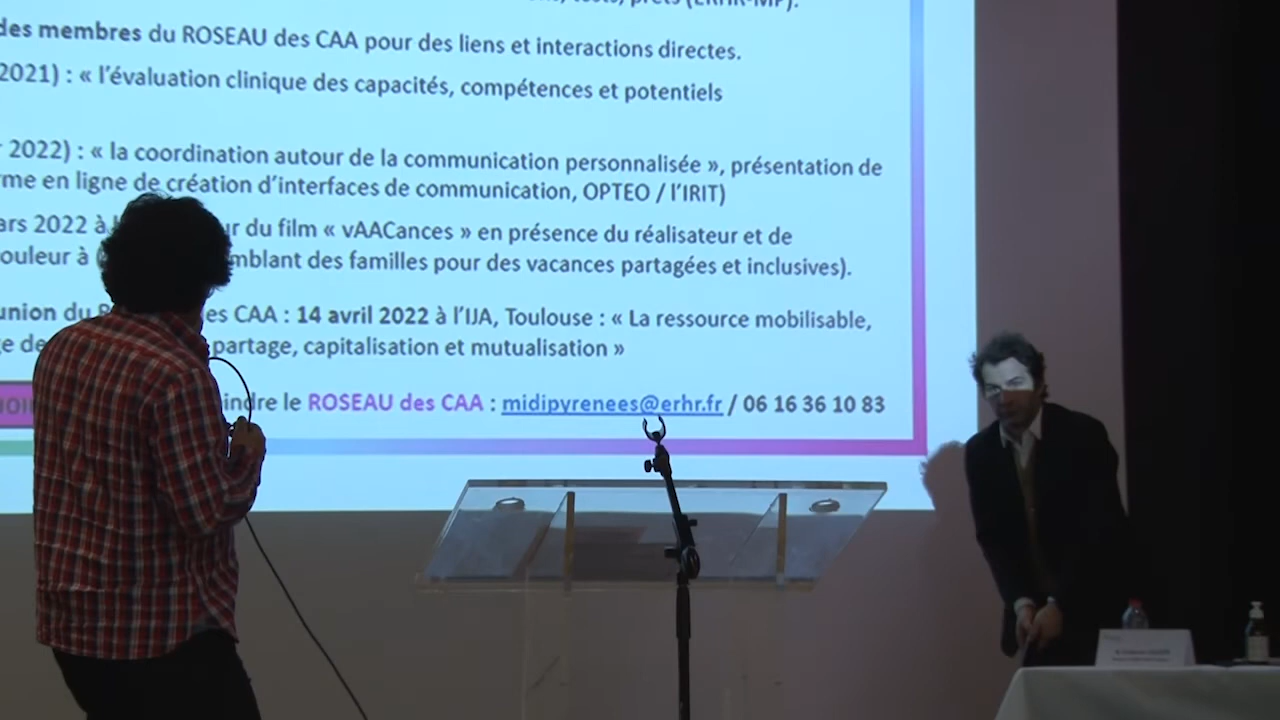 des membres du ROSEAU des CAA pour des liens et interactions directes.
2021) : « l’évaluation clinique des capacités, compétences et potentiels
2022) : « la coordination autour de la communication personnalisée », présentation de
me en ligne de création d’interfaces de communication, OPTEO / l’IRIT)
ars 2022 à r du film « vAACances » en présence du réalisateur et de
ouleur à mblant des familles pour des vacances partagées et inclusives).
union du es CAA : 14 avril 2022 à l’IJA, Toulouse : « La ressource mobilisable,
ge de partage, capitalisation et mutualisation »
indre le ROSEAU des CAA : midipyrenees@erhr.fr / 06 16 36 10 83